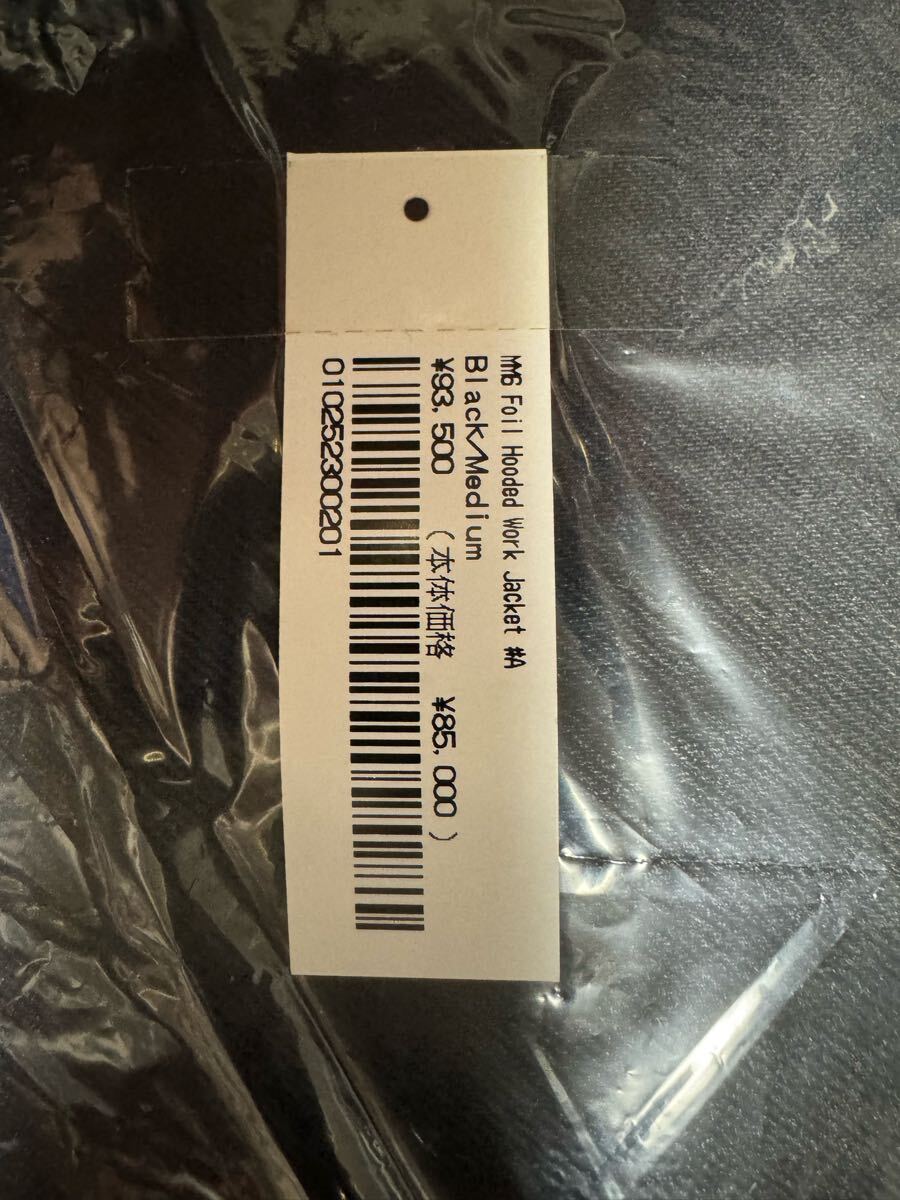 MM6 Foil Hooded Work Jacket #A
Black/Medium
¥93,500 (本体価格 ¥85,000)
0102523000201